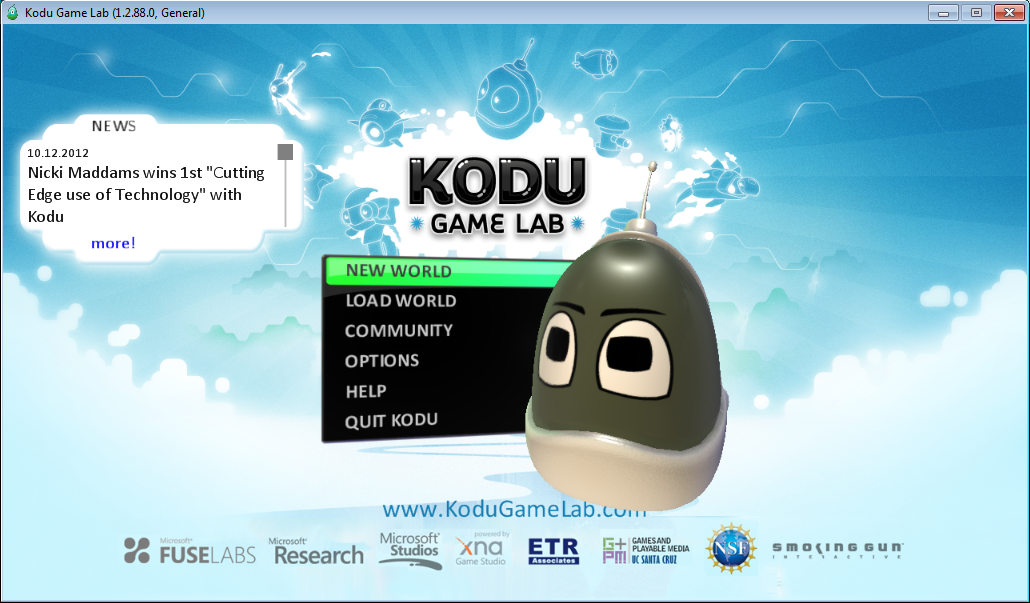 Kodu Game Lab (1.2.88.0, General)
NEWS
10.12.2012
Nicki Maddams wins 1st "Cutting
Edge use of Technology" with
Kodu
more!
KODU
GAME LAB
NEW WORLD
LOAD WORLD
COMMUNITY
OPTIONS
HELP
QUIT KODU
www.KoduGameLab.com
Microsoft®
FUSELABS
Microsoft®
Research
Microsoft®
Studios
powered by
xna
Game Studio
ETR
Associates
G+
PM
GAMES AND
PLAYABLE MEDIA
UC SANTA CRUZ
NSF
SMOKING GUN
INTERACTIVE